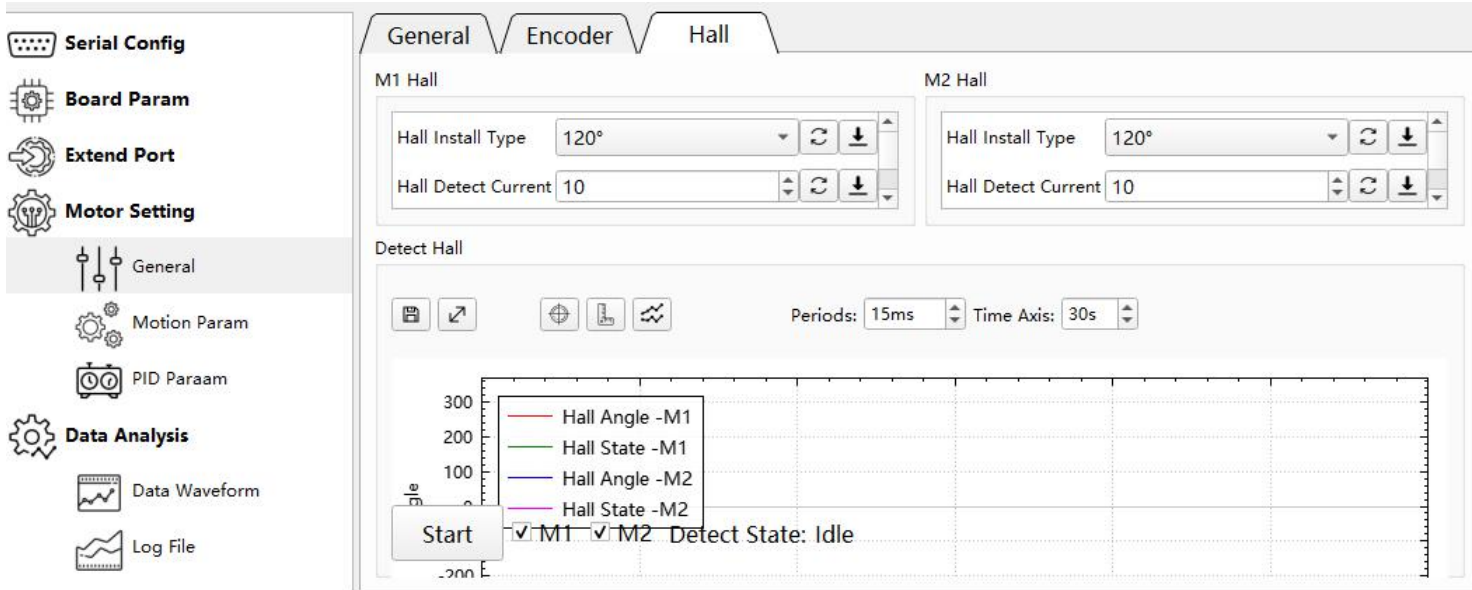 Serial Config
Board Param
Extend Port
Motor Setting
General
Motion Param
PID Paraam
Data Analysis
Data Waveform
Log File
General Encoder Hall
M1 Hall
Hall Install Type 120°
Hall Detect Current 10
M2 Hall
Hall Install Type 120°
Hall Detect Current 10
Detect Hall
Periods: 15ms Time Axis: 30s
300
200
100
0
-200
Hall Angle -M1
Hall State -M1
Hall Angle -M2
Hall State -M2
Start M1 M2 Detect State: Idle